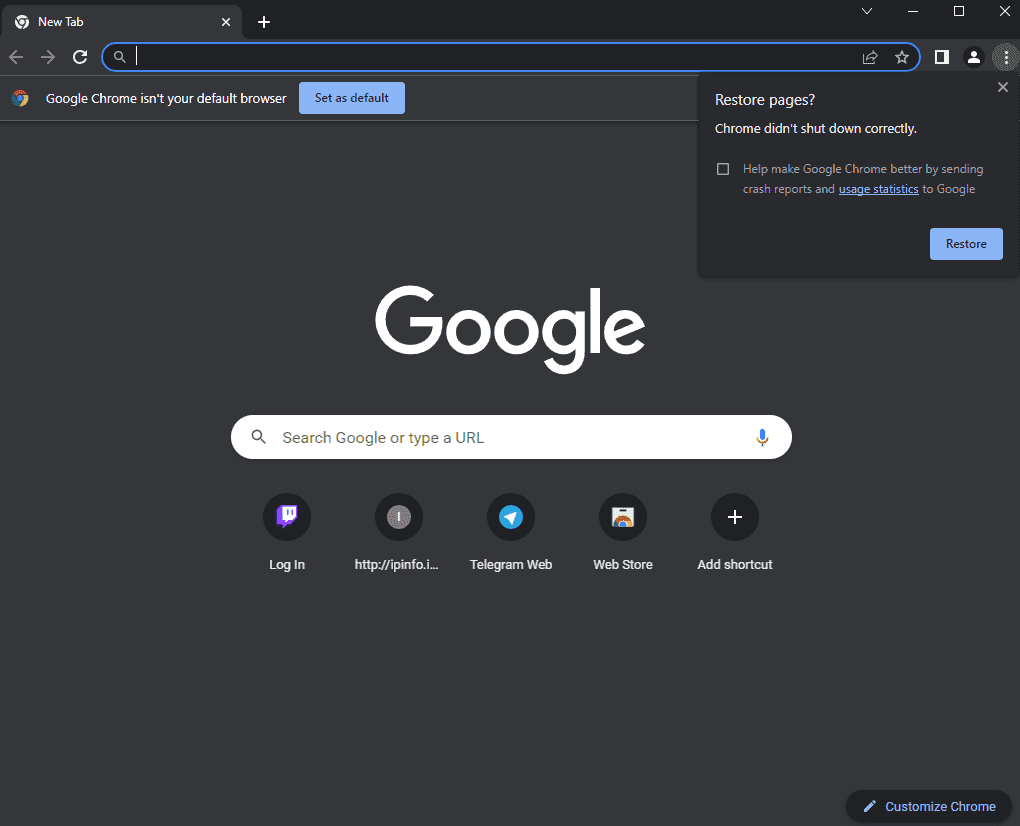 New Tab
Google Chrome isn't your default browser
Set as default
Restore pages?
Chrome didn't shut down correctly.
Help make Google Chrome better by sending
crash reports and usage statistics to Google
Restore
Google
Search Google or type a URL
I
Log In
http://ipinfo.i...
Telegram Web
Web Store
Add shortcut
Customize Chrome